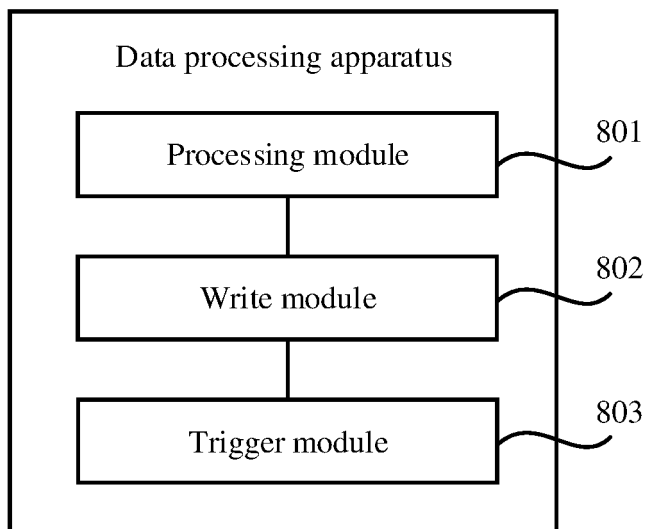 Data processing apparatus
801
Processing module
802
Write module
803
Trigger module